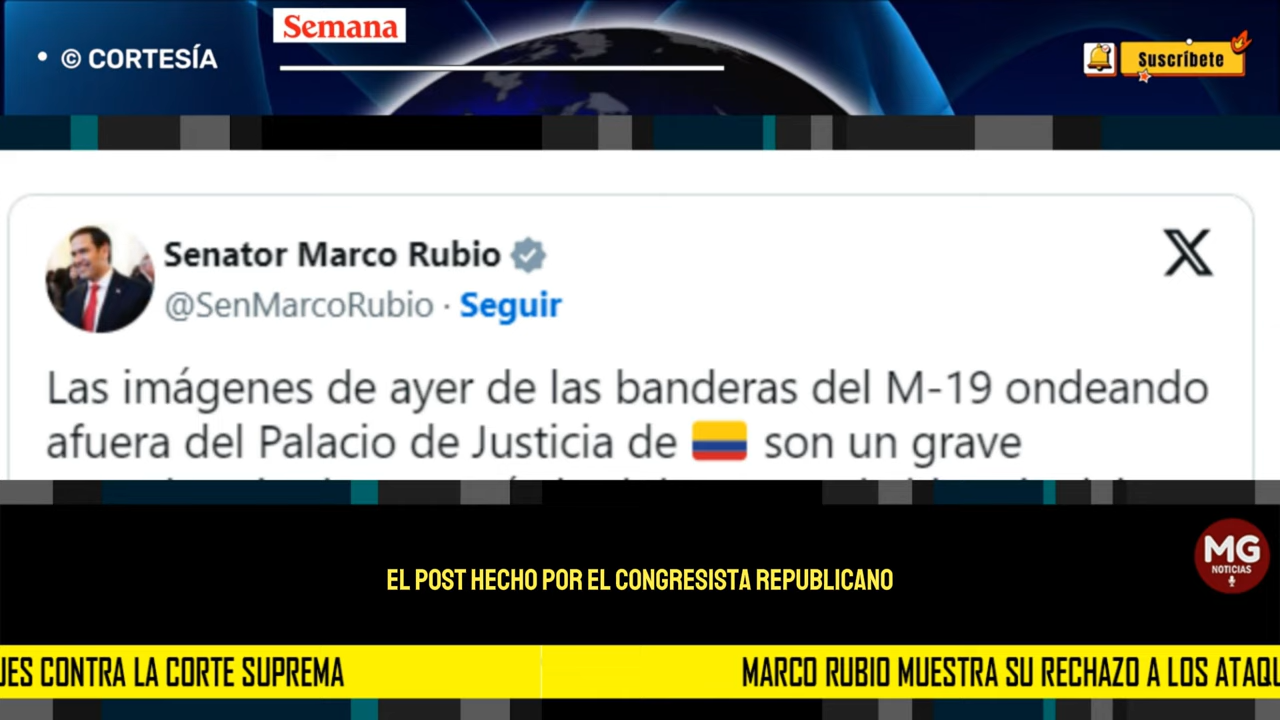 Semana
• © CORTESÍA
Suscríbete
Senator Marco Rubio
@SenMarcoRubio · Seguir
Las imágenes de ayer de las banderas del M-19 ondeando
afuera del Palacio de Justicia de 🇨🇴 son un grave
EL POST HECHO POR EL CONGRESISTA REPUBLICANO
MG
NOTICIAS
UES CONTRA LA CORTE SUPREMA
MARCO RUBIO MUESTRA SU RECHAZO A LOS ATAQU